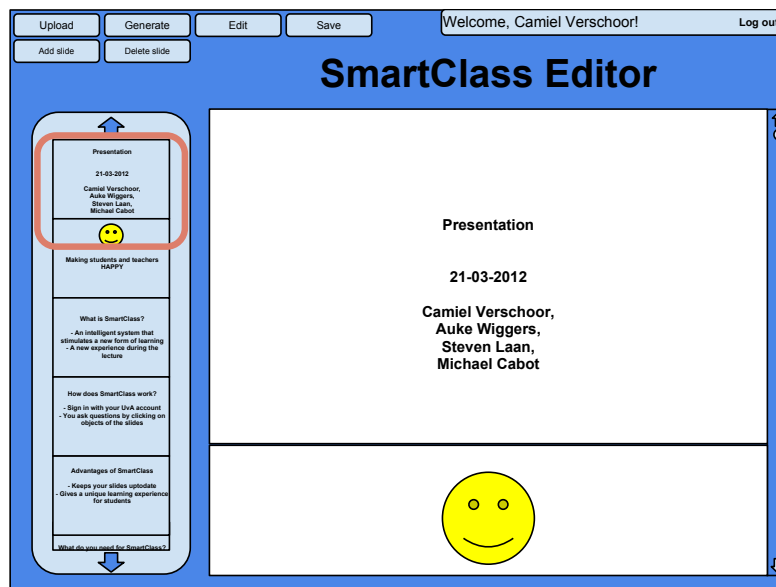 Upload
Generate
Edit
Save
Welcome, Camiel Verschoor!
Log out
Add slide
Delete slide
SmartClass Editor
Presentation
21-03-2012
Camiel Verschoor,
Auke Wiggers,
Steven Laan,
Michael Cabot
Making students and teachers
HAPPY
What is SmartClass?
- An intelligent system that
stimulates a new form of learning
- A new experience during the
lecture
How does SmartClass work?
- Sign in with your UvA account
- You ask questions by clicking on
objects of the slides
Advantages of SmartClass
- Keeps your slides uptodate
- Gives a unique learning experience
for students
What do you need for SmartClass?
Presentation
21-03-2012
Camiel Verschoor,
Auke Wiggers,
Steven Laan,
Michael Cabot